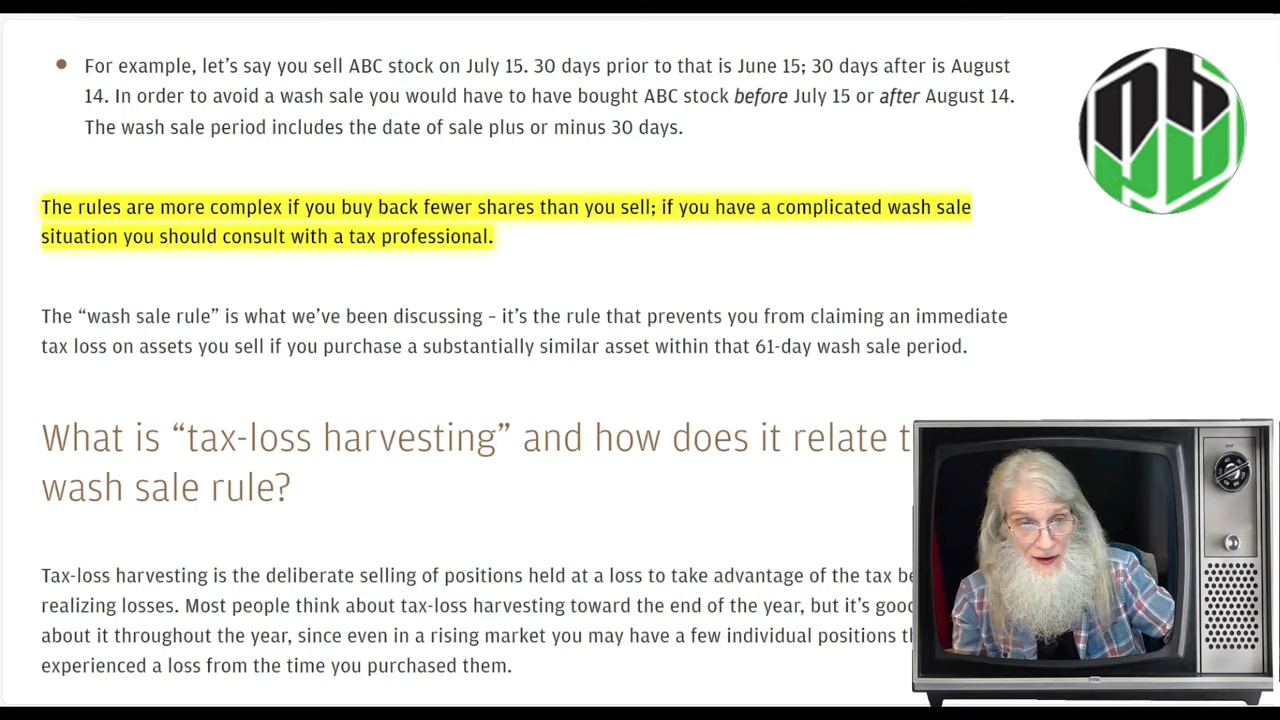 For example, let's say you sell ABC stock on July 15. 30 days prior to that is June 15; 30 days after is August
14. In order to avoid a wash sale you would have to have bought ABC stock before July 15 or after August 14.
The wash sale period includes the date of sale plus or minus 30 days.
The rules are more complex if you buy back fewer shares than you sell; if you have a complicated wash sale
situation you should consult with a tax professional.
The “wash sale rule” is what we've been discussing – it's the rule that prevents you from claiming an immediate
tax loss on assets you sell if you purchase a substantially similar asset within that 61-day wash sale period.
What is “tax-loss harvesting” and how does it relate t
wash sale rule?
Tax-loss harvesting is the deliberate selling of positions held at a loss to take advantage of the tax be
realizing losses. Most people think about tax-loss harvesting toward the end of the year, but it's good
about it throughout the year, since even in a rising market you may have a few individual positions th
experienced a loss from the time you purchased them.